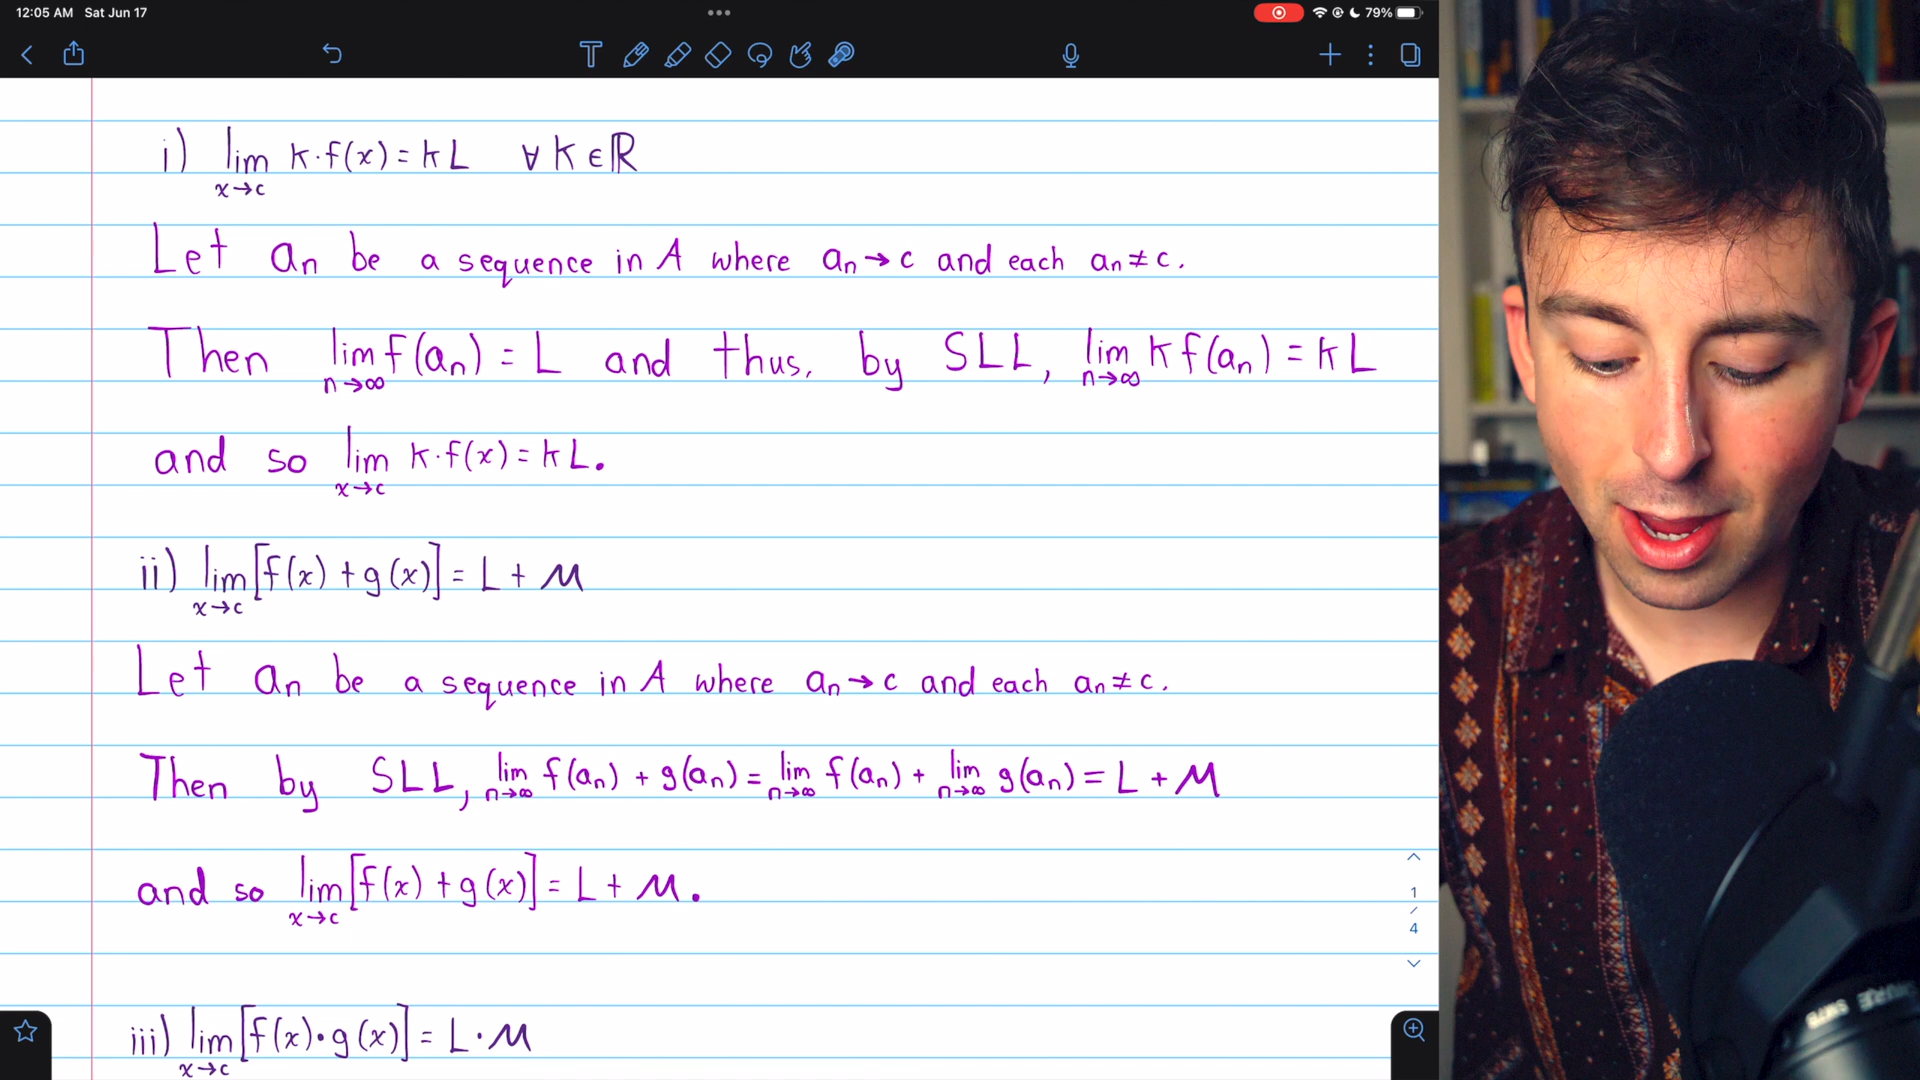 12:05 AM Sat Jun 17
79%
i) lim x→c k·f(x) = kL ∀ k ∈ ℝ
Let aₙ be a sequence in A where aₙ → c and each aₙ ≠ c.
Then lim n→∞ f(aₙ) = L and thus, by SLL, lim n→∞ k f(aₙ) = kL
and so lim x→c k·f(x) = kL.
ii) lim x→c [f(x) + g(x)] = L + M
Let aₙ be a sequence in A where aₙ → c and each aₙ ≠ c.
Then by SLL, lim n→∞ f(aₙ) + g(aₙ) = lim n→∞ f(aₙ) + lim n→∞ g(aₙ) = L + M
and so lim x→c [f(x) + g(x)] = L + M.
1
/
4
iii) lim x→c [f(x)·g(x)] = L·M